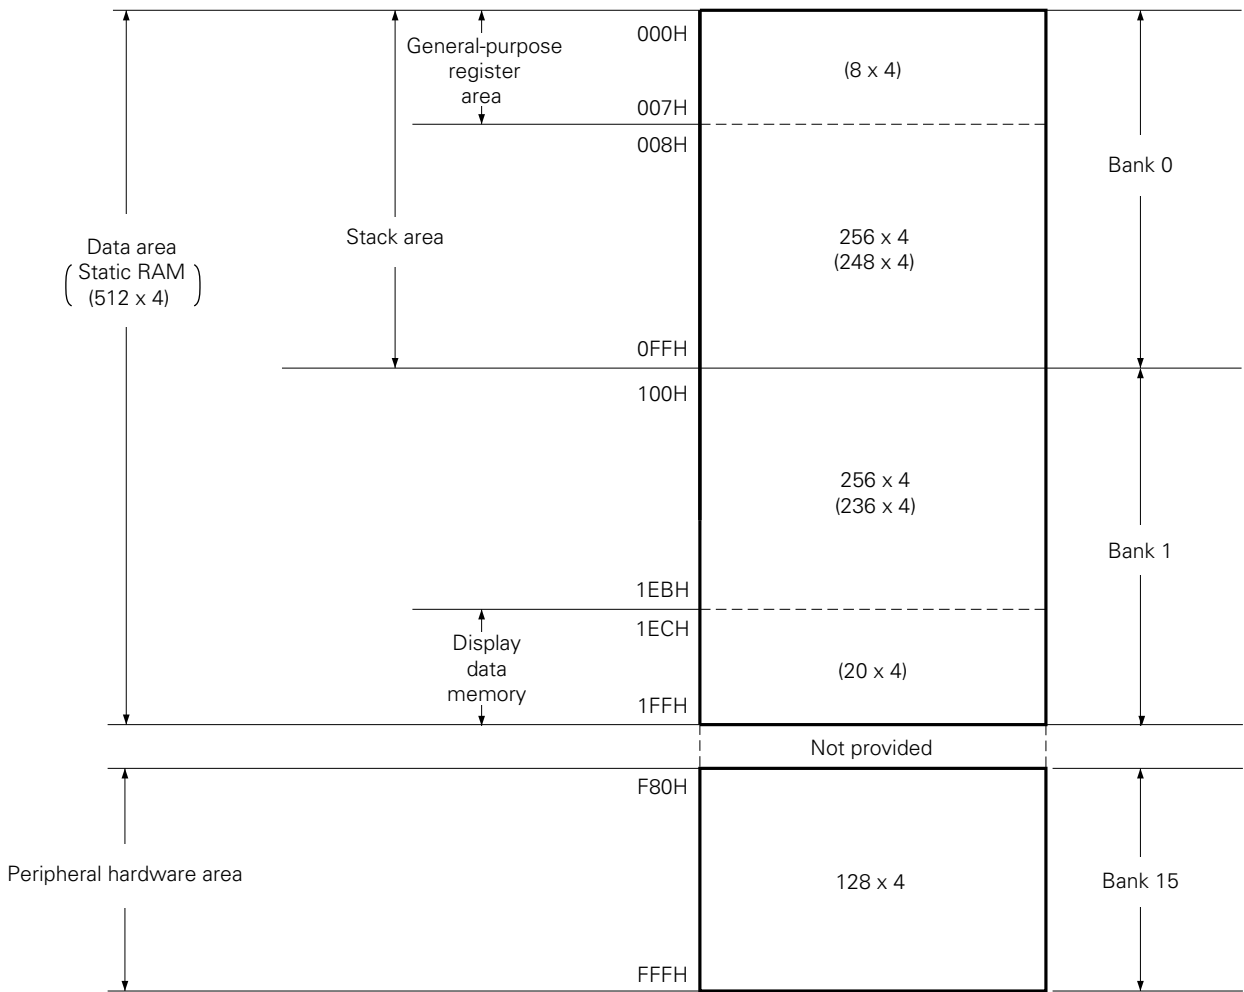 000H
General-purpose
register
area
(8 x 4)
007H
008H
Bank 0
Stack area
256 x 4
(248 x 4)
Data area
Static RAM
(512 x 4)
0FFH
100H
256 x 4
(236 x 4)
Bank 1
1EBH
1ECH
Display
data
memory
(20 x 4)
1FFH
Not provided
F80H
Peripheral hardware area
128 x 4
Bank 15
FFFH